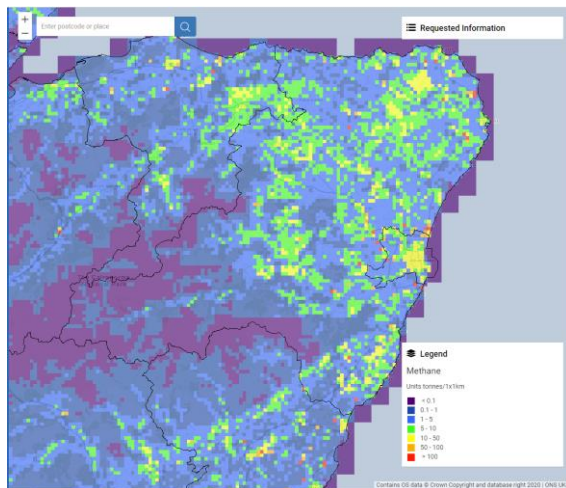 +
Enter postcode or place
−
Requested Information
Legend
Methane
Units tonnes/1x1km
< 0.1
0.1 - 1
1 - 5
5 - 10
10 - 50
50 - 100
> 100
Contains OS data © Crown Copyright and database right 2020 | ONS UK